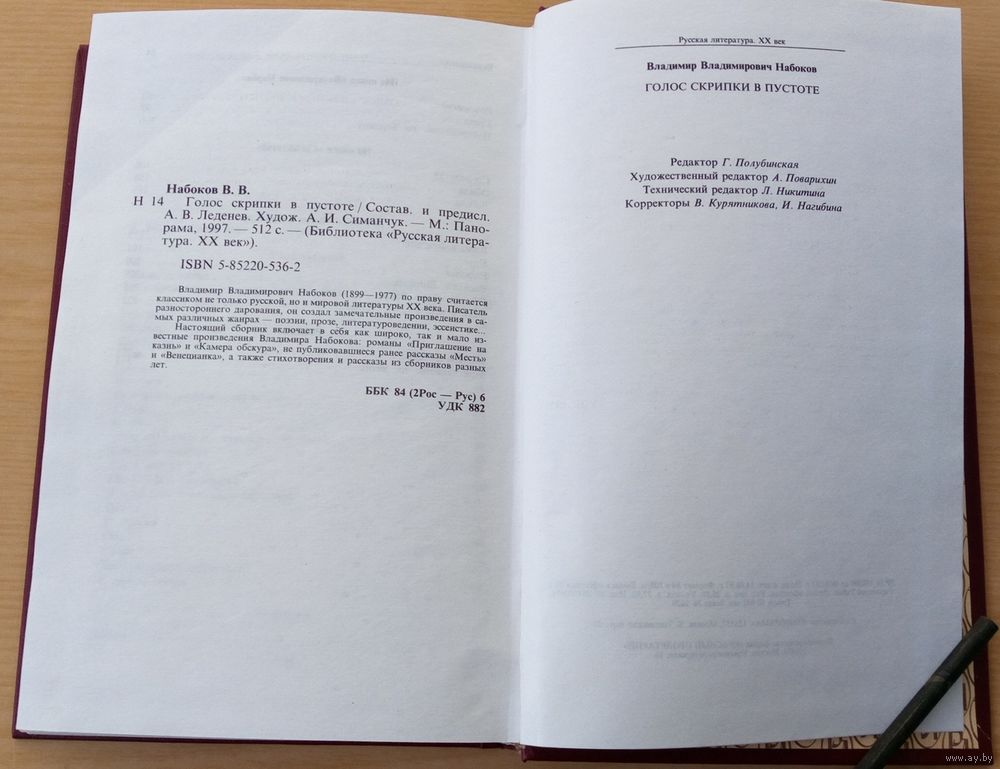 Набоков В. В.
Н 14 Голос скрипки в пустоте / Состав. и предисл.
А. В. Леденев. Худож. А. И. Симанчук. — М.: Пано-
рама, 1997. — 512 с. — (Библиотека «Русская литера-
тура. XX век»).
ISBN 5-85220-536-2
Владимир Владимирович Набоков (1899—1977) по праву считается
классиком не только русской, но и мировой литературы XX века. Писатель
разностороннего дарования, он создал замечательные произведения в са-
мых различных жанрах — поэзии, прозе, литературоведении, эссеистике...
Настоящий сборник включает в себя как широко, так и мало из-
вестные произведения Владимира Набокова: романы «Приглашение на
казнь» и «Камера обскура», не публиковавшиеся ранее рассказы «Месть»
и «Венецианка», а также стихотворения и рассказы из сборников разных
лет.
ББК 84 (2Рос — Рус) 6
УДК 882
Русская литература. XX век
Владимир Владимирович Набоков
ГОЛОС СКРИПКИ В ПУСТОТЕ
Редактор Г. Полубинская
Художественный редактор А. Поварихин
Технический редактор Л. Никитина
Корректоры В. Курятникова, И. Нагибина
www.ay.by